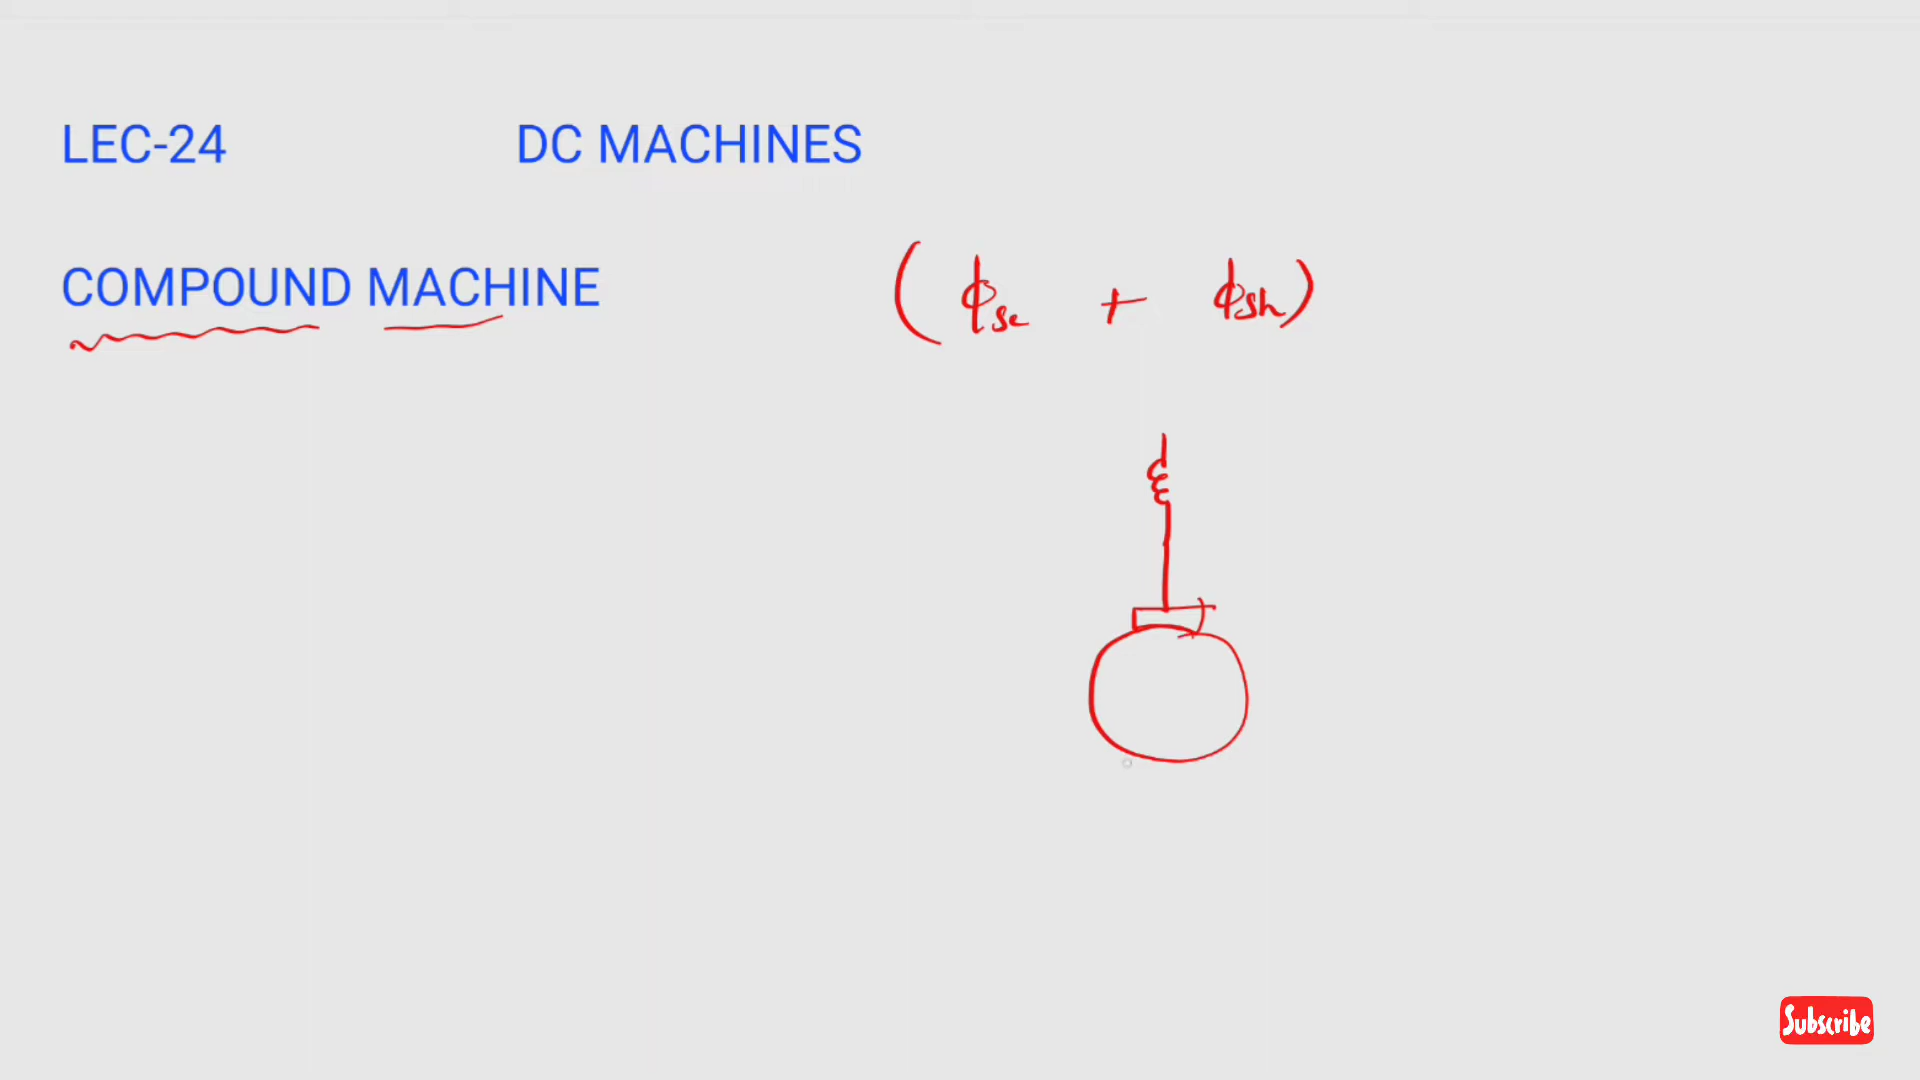 LEC-24 DC MACHINES
COMPOUND MACHINE (ϕse + ϕsh)
Subscribe